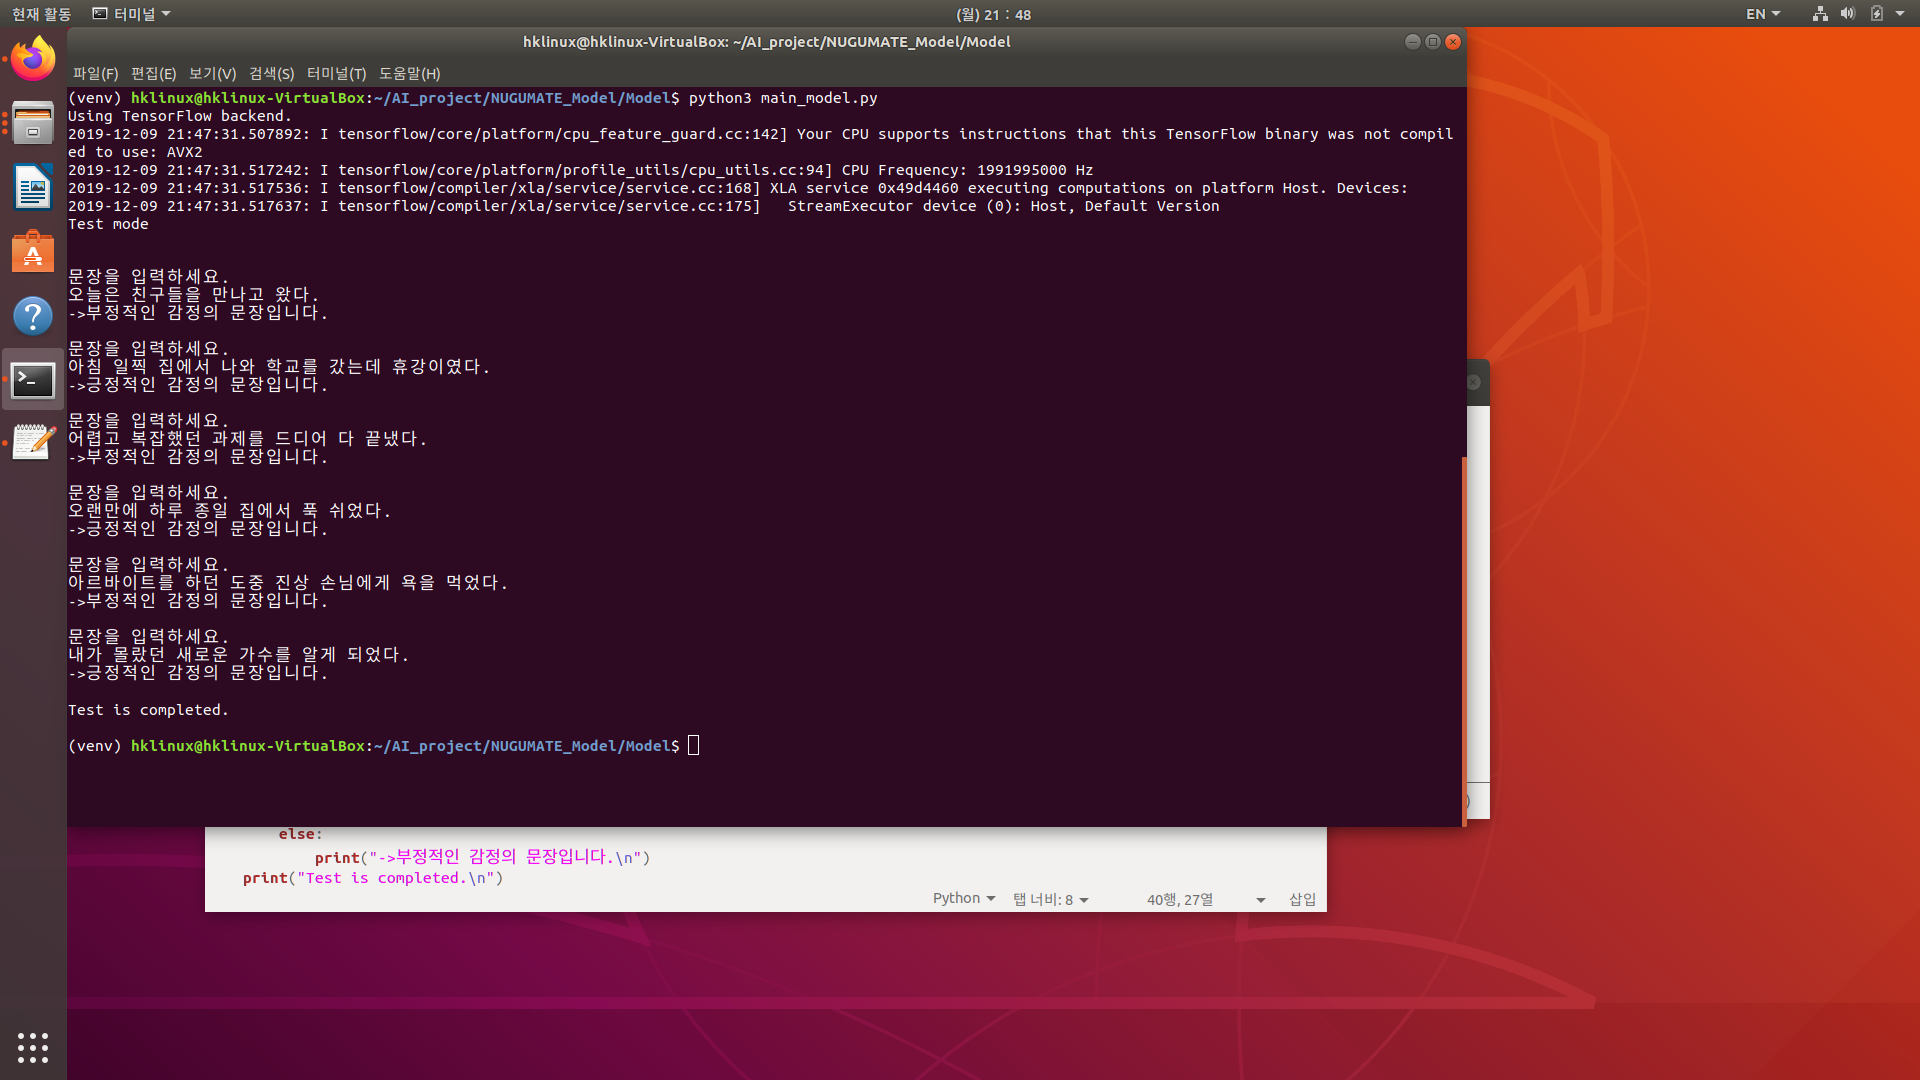 현재 활동
터미널
(월) 21 : 48
EN
hklinux@hklinux-VirtualBox: ~/AI_project/NUGUMATE_Model/Model
파일(F) 편집(E) 보기(V) 검색(S) 터미널(T) 도움말(H)
(venv) hklinux@hklinux-VirtualBox:~/AI_project/NUGUMATE_Model/Model$ python3 main_model.py
Using TensorFlow backend.
2019-12-09 21:47:31.507892: I tensorflow/core/platform/cpu_feature_guard.cc:142] Your CPU supports instructions that this TensorFlow binary was not compil
ed to use: AVX2
2019-12-09 21:47:31.517242: I tensorflow/core/platform/profile_utils/cpu_utils.cc:94] CPU Frequency: 1991995000 Hz
2019-12-09 21:47:31.517536: I tensorflow/compiler/xla/service/service.cc:168] XLA service 0x49d4460 executing computations on platform Host. Devices:
2019-12-09 21:47:31.517637: I tensorflow/compiler/xla/service/service.cc:175]   StreamExecutor device (0): Host, Default Version
Test mode
문장을 입력하세요.
오늘은 친구들을 만나고 왔다.
->부정적인 감정의 문장입니다.
문장을 입력하세요.
아침 일찍 집에서 나와 학교를 갔는데 휴강이였다.
->긍정적인 감정의 문장입니다.
문장을 입력하세요.
어렵고 복잡했던 과제를 드디어 다 끝냈다.
->부정적인 감정의 문장입니다.
문장을 입력하세요.
오랜만에 하루 종일 집에서 푹 쉬었다.
->긍정적인 감정의 문장입니다.
문장을 입력하세요.
아르바이트를 하던 도중 진상 손님에게 욕을 먹었다.
->부정적인 감정의 문장입니다.
문장을 입력하세요.
내가 몰랐던 새로운 가수를 알게 되었다.
->긍정적인 감정의 문장입니다.
Test is completed.
(venv) hklinux@hklinux-VirtualBox:~/AI_project/NUGUMATE_Model/Model$
)
else:
print("->부정적인 감정의 문장입니다.\n")
print("Test is completed.\n")
Python 탭 너비: 8 40행, 27열 삽입